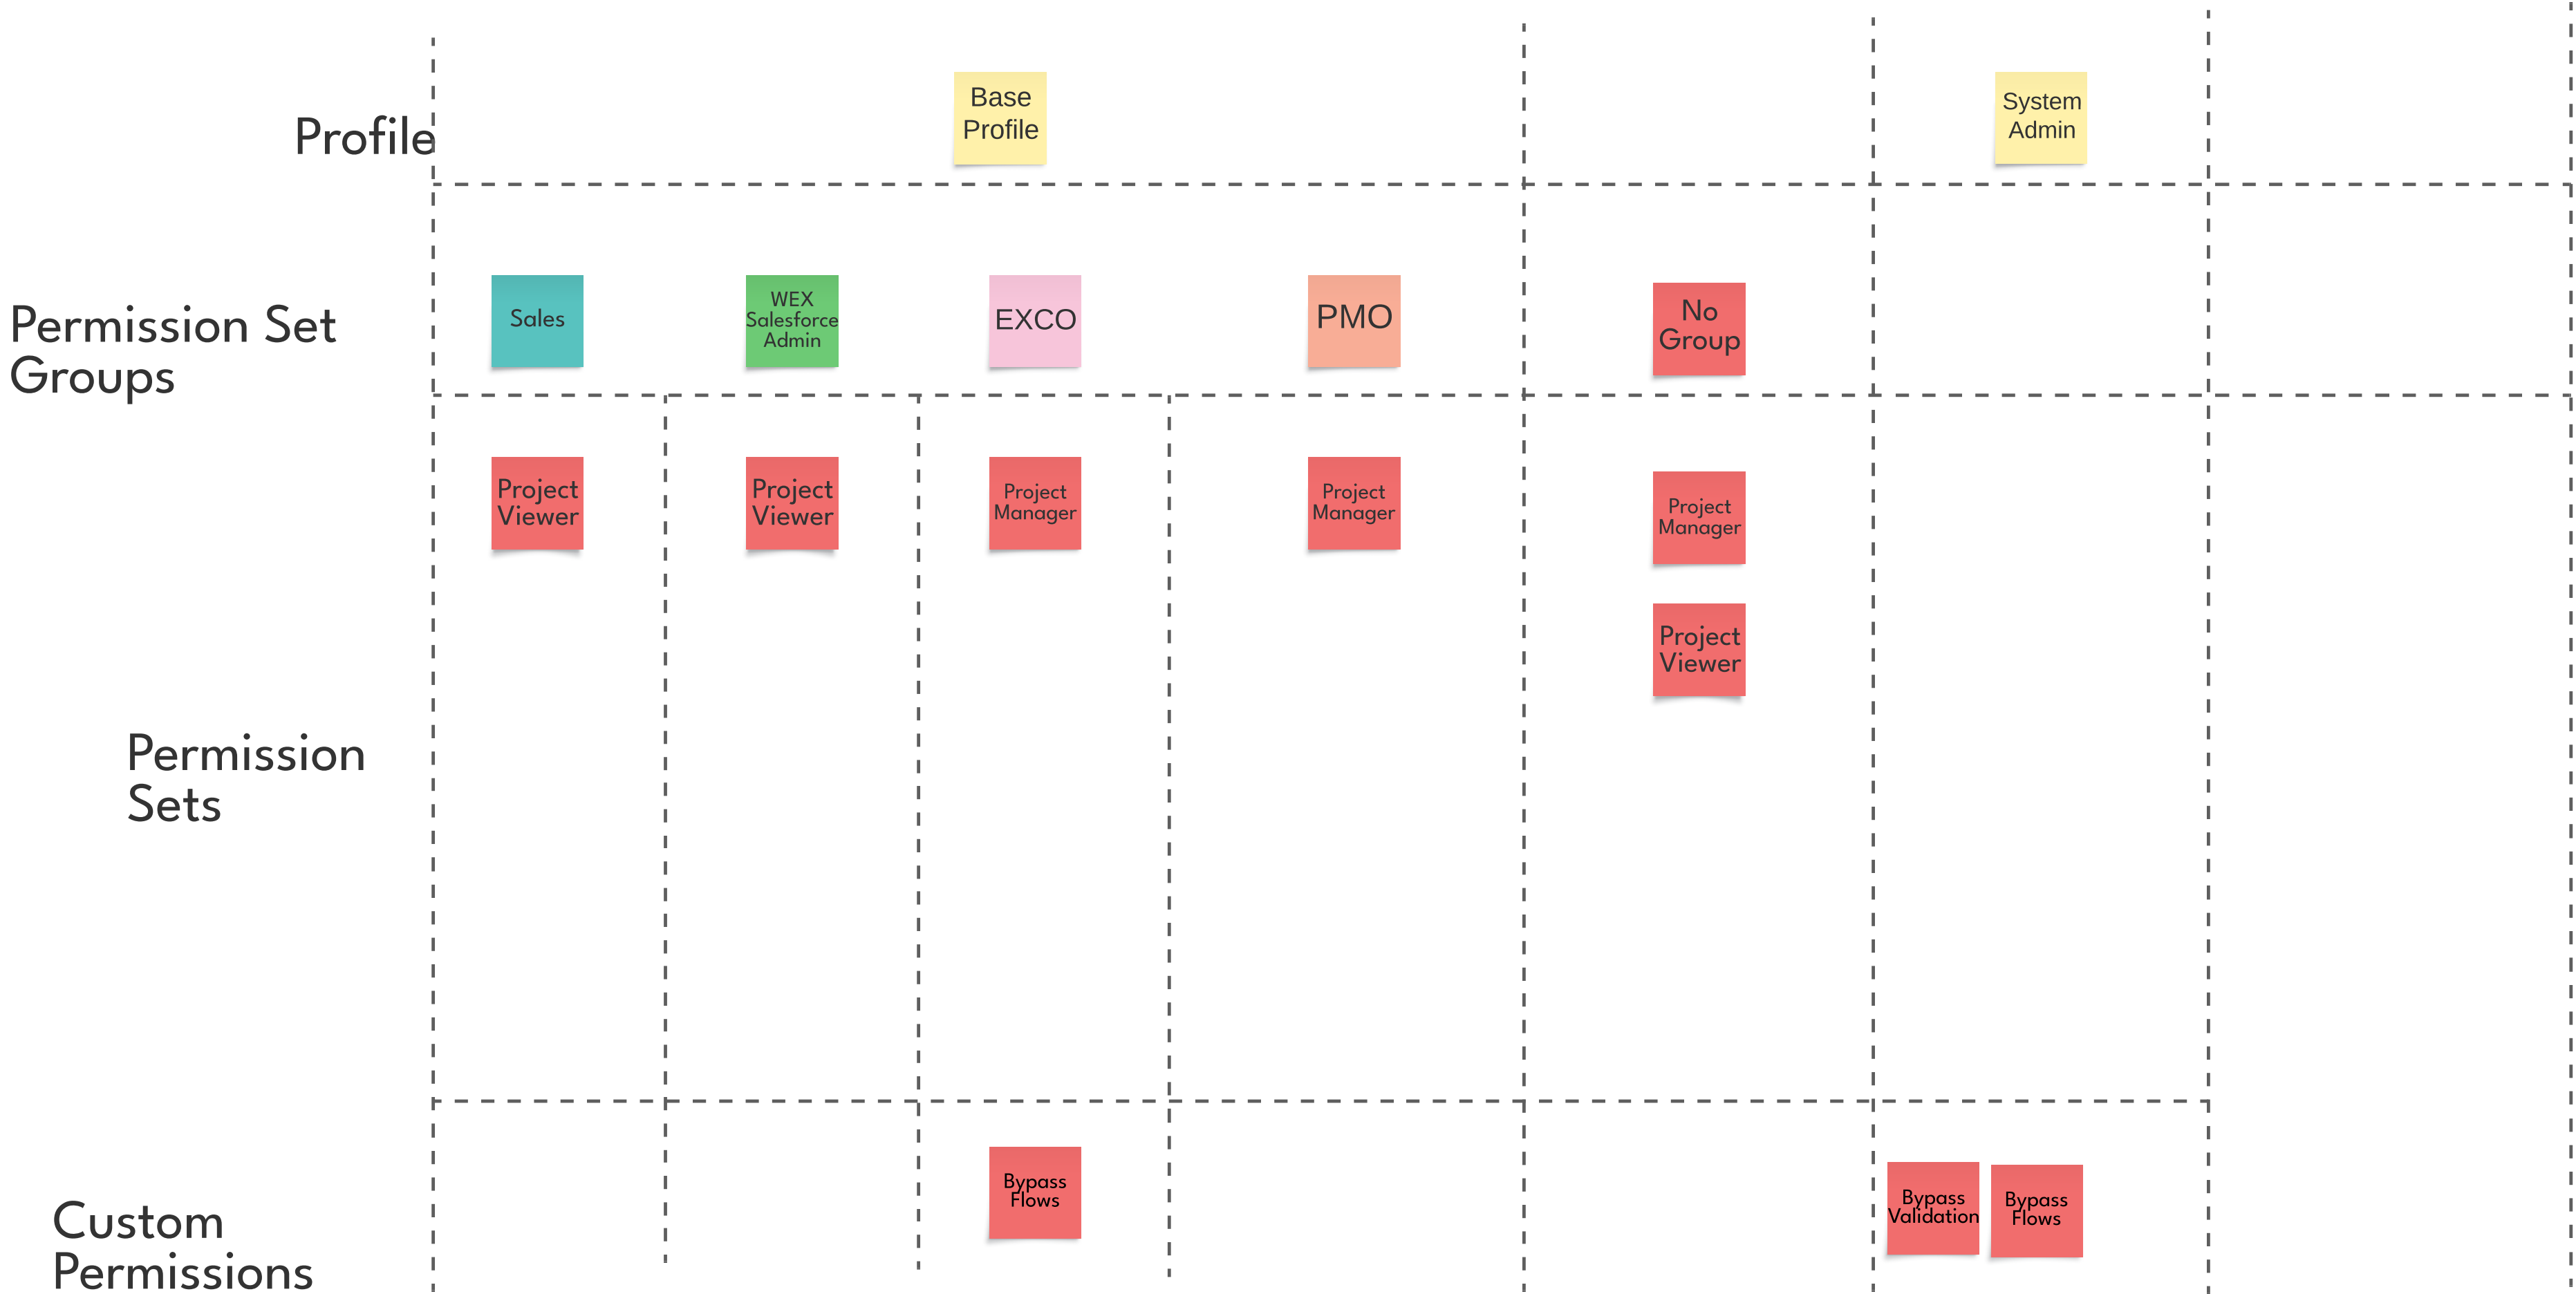 Profile
Base
Profile
System
Admin
Permission Set
Groups
Sales
WEX
Salesforce
Admin
EXCO
PMO
No
Group
Permission
Sets
Project
Viewer
Project
Viewer
Project
Manager
Project
Manager
Project
Manager
Project
Viewer
Custom
Permissions
Bypass
Flows
Bypass
Validation
Bypass
Flows